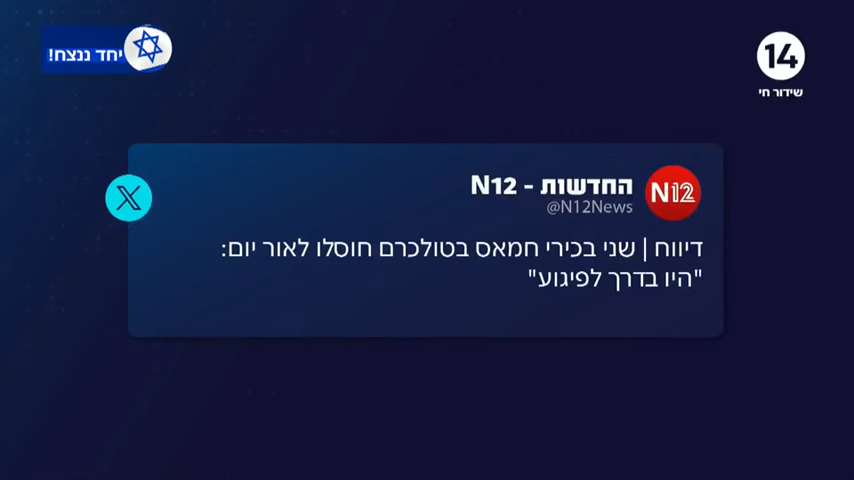 יחד ננצח!
14
שידור חי
החדשות - N12
@N12News
N12
דיווח | שני בכירי חמאס בטולכרם חוסלו לאור יום:
"היו בדרך לפיגוע"